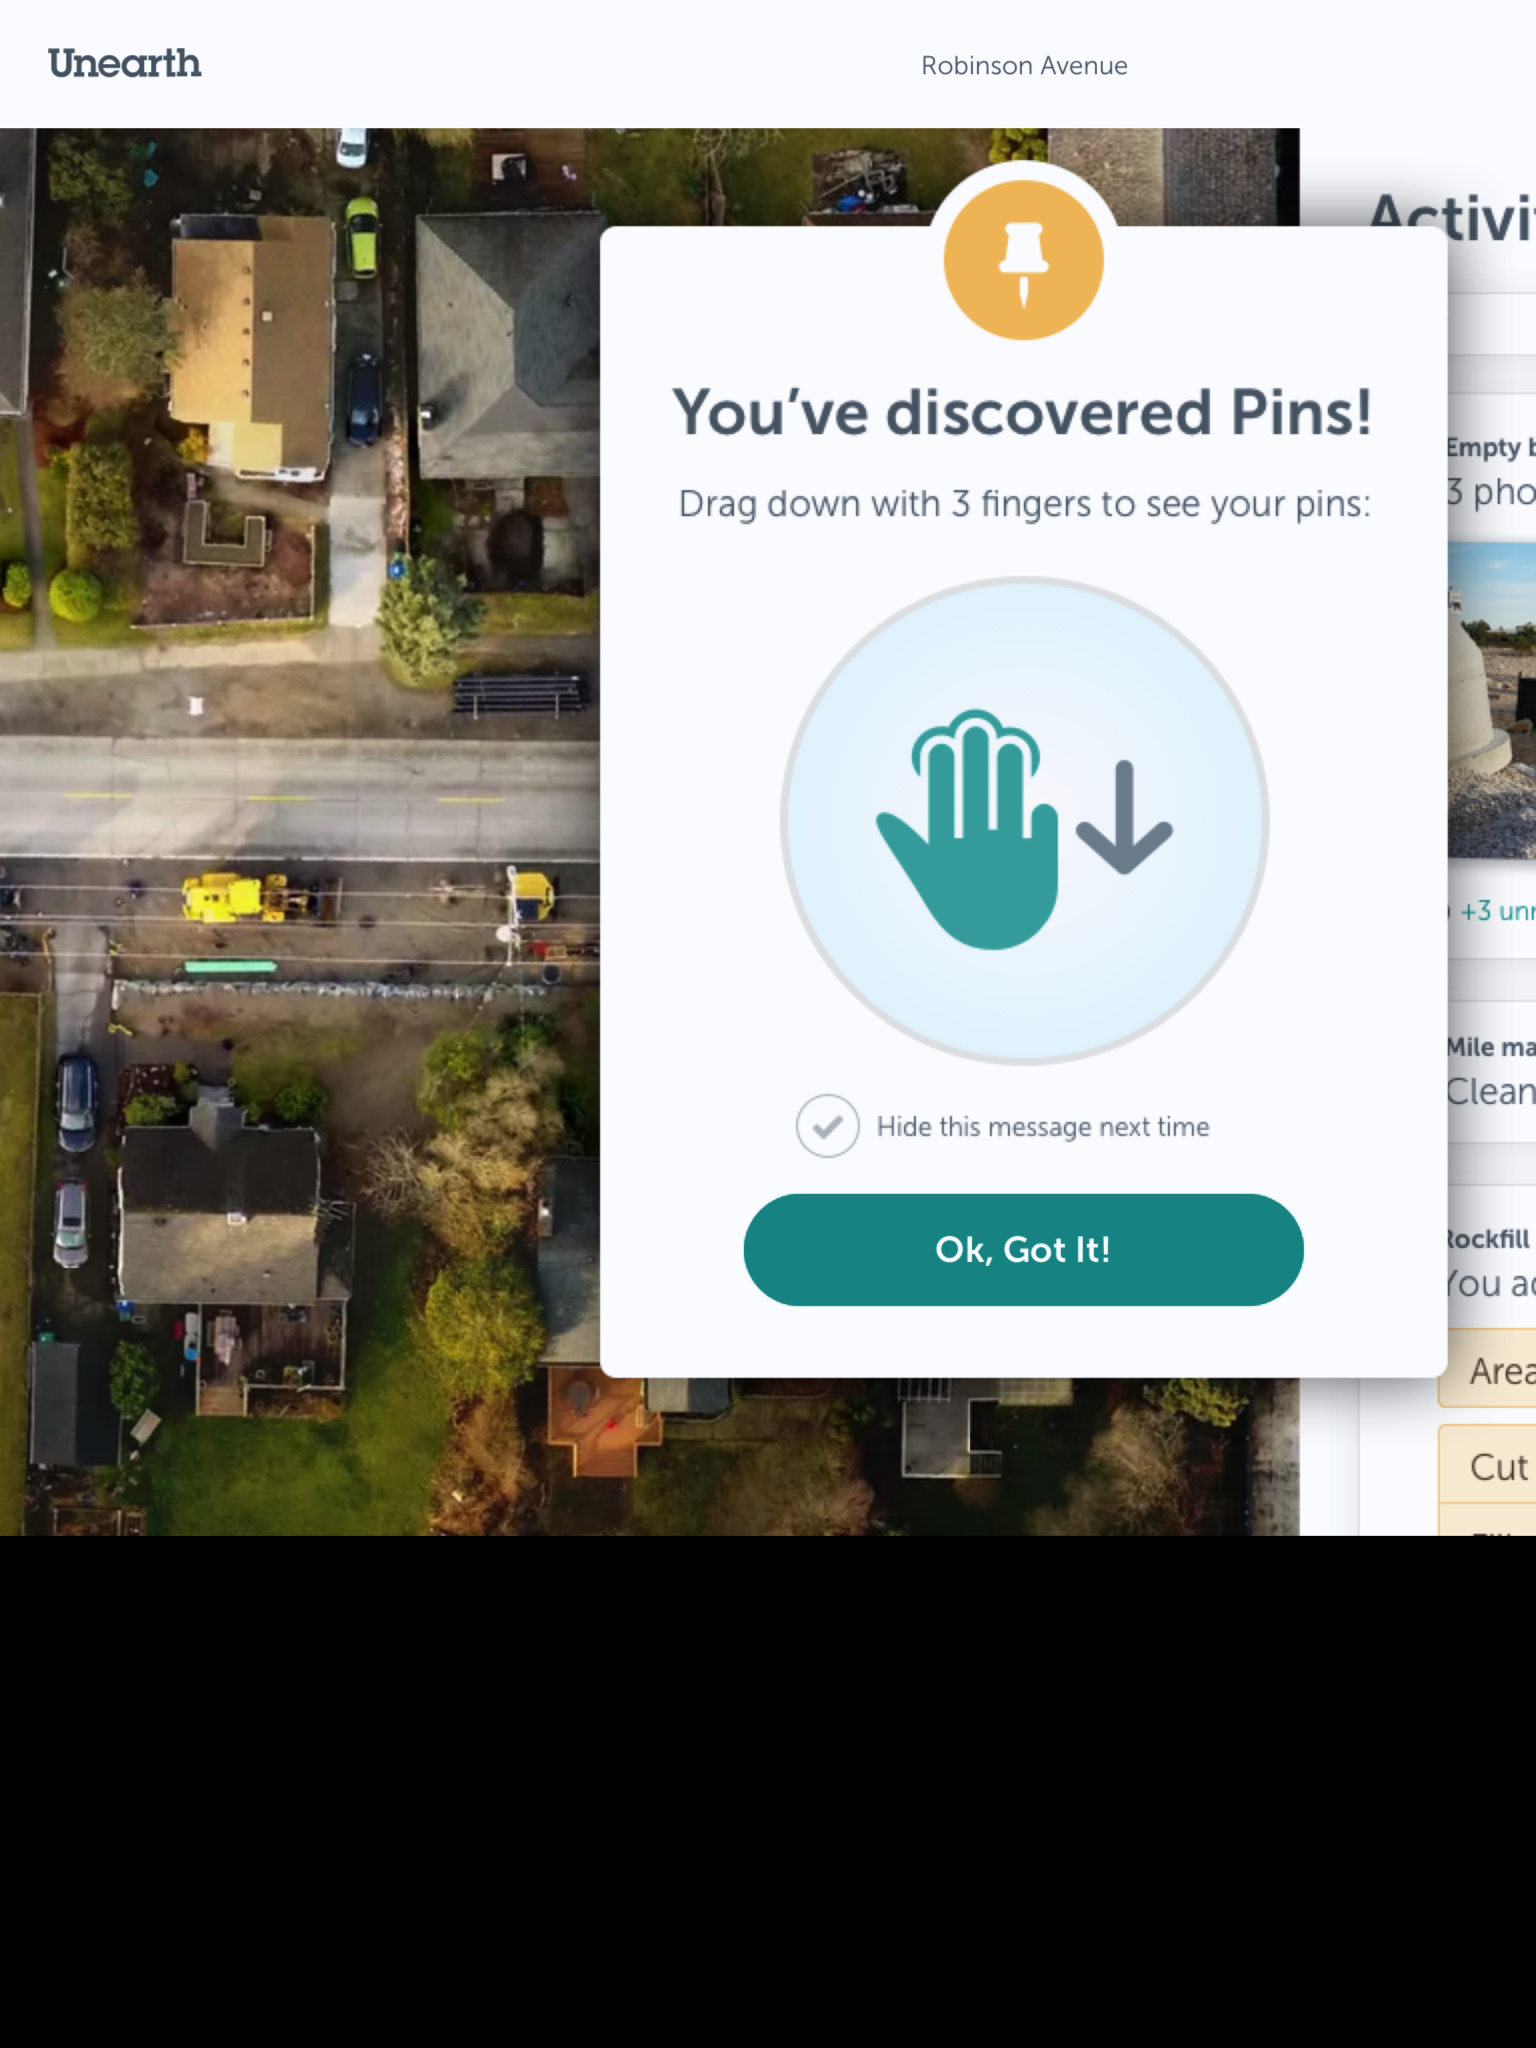 Unearth
Robinson Avenue
Activi
You've discovered Pins!
Drag down with 3 fingers to see your pins:
Empty b
3 pho
+3 unr
Mile ma
Clean
Hide this message next time
Rockfill
You ad
Ok, Got It!
Area
Cut